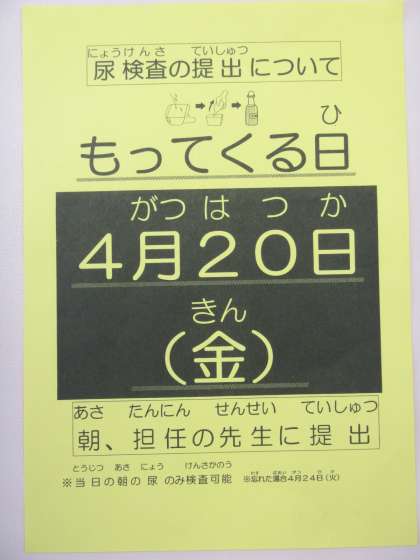 にょうけんさ ていしゅつ
尿検査の提出について
ひ
もってくる日
がつ はつか
4月20日
きん
（金）
あさ たんにん せんせい ていしゅつ
朝、担任の先生に提出
とうじつ あさ にょう けんさかのう
※当日の朝の尿のみ検査可能 ※忘れた場合4月24日（火）